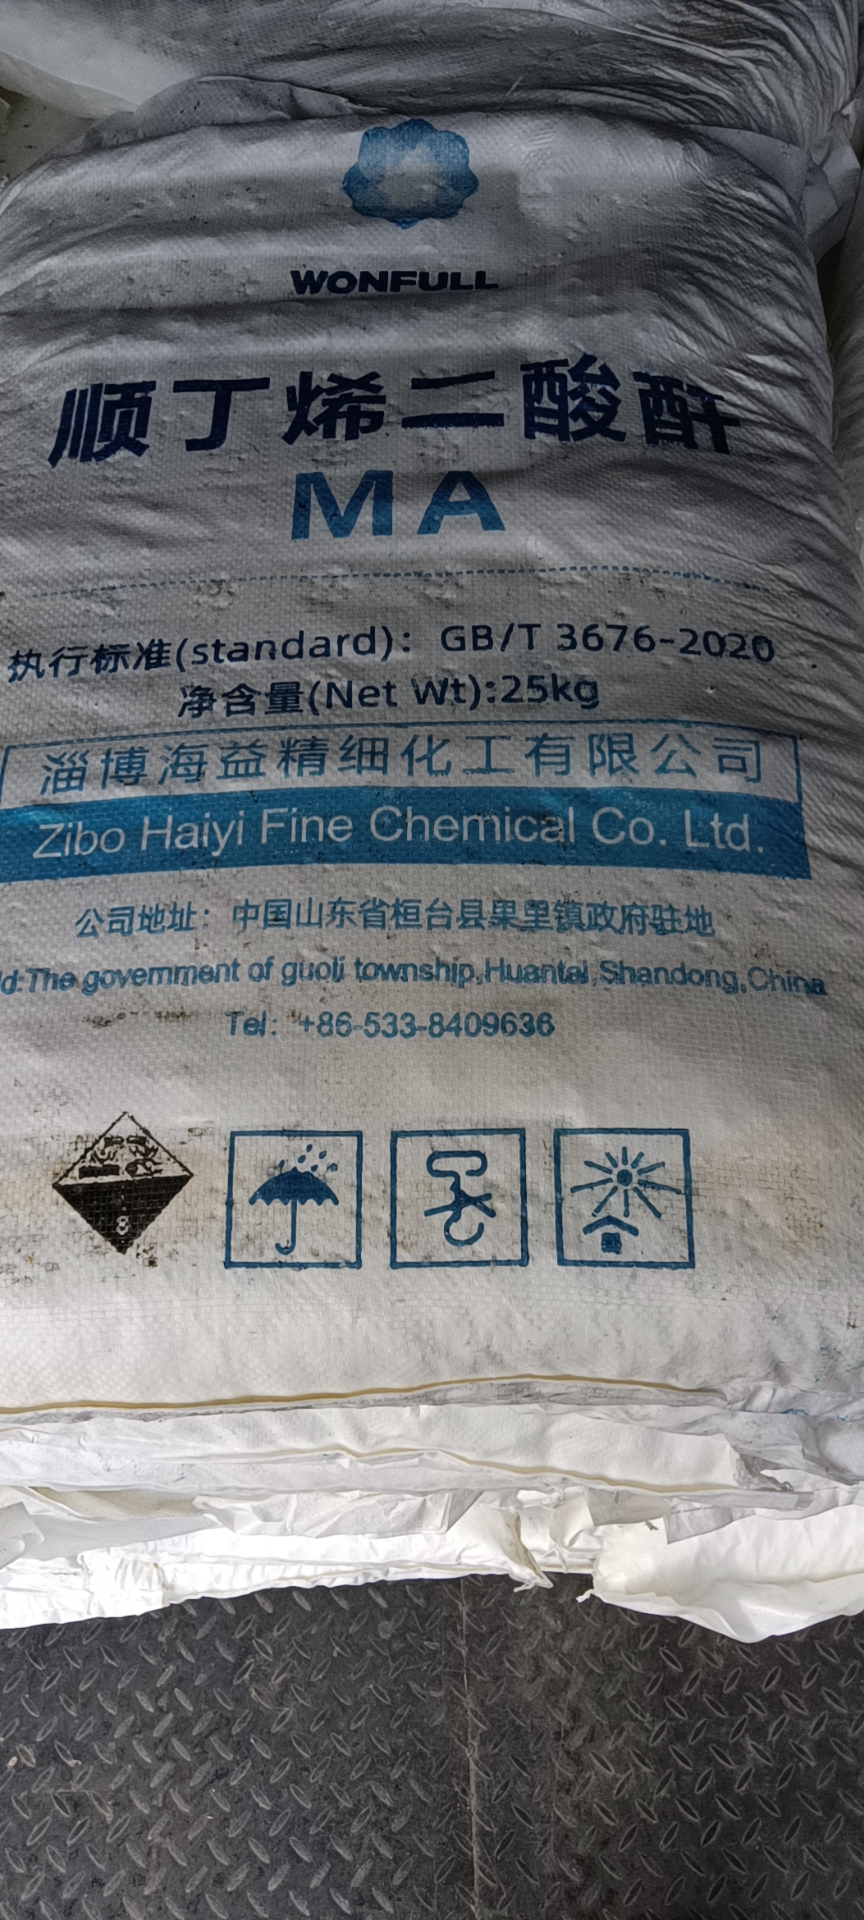 WONFULL
顺丁烯二酸酐
MA
执行标准(standard): GB/T 3676-2020
净含量(Net Wt):25kg
淄博海益精细化工有限公司
Zibo Haiyi Fine Chemical Co. Ltd.
公司地址：中国山东省桓台县果里镇政府驻地
d:The government of guoli township,Huantai,Shandong,China
Tel: +86-533-8409636
8